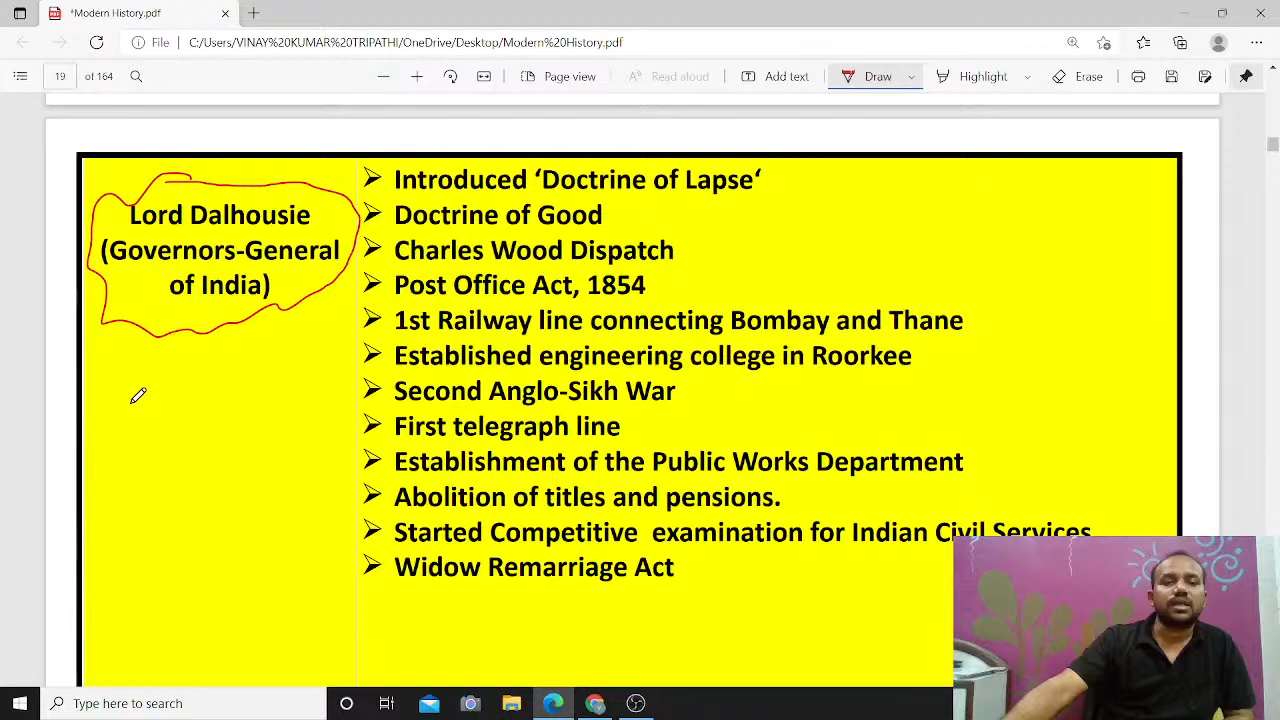 *Modern History.pdf
File
C:/Users/VINAY%20KUMAR%20TRIPATHI/OneDrive/Desktop/Modern%20History.pdf
19 of 164
Page view
Read aloud
Add text
Draw
Highlight
Erase
Lord Dalhousie
(Governors-General
of India)
Introduced ‘Doctrine of Lapse‘
Doctrine of Good
Charles Wood Dispatch
Post Office Act, 1854
1st Railway line connecting Bombay and Thane
Established engineering college in Roorkee
Second Anglo-Sikh War
First telegraph line
Establishment of the Public Works Department
Abolition of titles and pensions.
Started Competitive examination for Indian Civil Services
Widow Remarriage Act
Type here to search